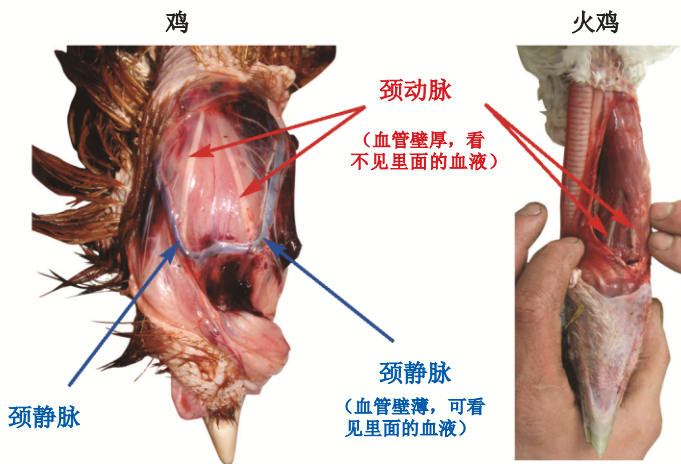 鸡
火鸡
颈动脉
（血管壁厚，看
不见里面的血液）
颈静脉
颈静脉
（血管壁薄，可看
见里面的血液）